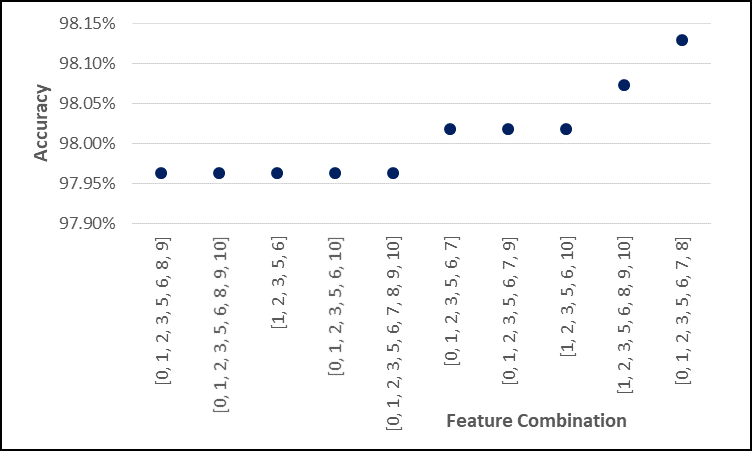 98.15%
98.10%
98.05%
98.00%
97.95%
97.90%
Accuracy
[0, 1, 2, 3, 5, 6, 8, 9]
[0, 1, 2, 3, 5, 6, 8, 9, 10]
[1, 2, 3, 5, 6]
[0, 1, 2, 3, 5, 6, 10]
[0, 1, 2, 3, 5, 6, 7, 8, 9, 10]
[0, 1, 2, 3, 5, 6, 7]
[0, 1, 2, 3, 5, 6, 7, 9]
[1, 2, 3, 5, 6, 10]
[1, 2, 3, 5, 6, 8, 9, 10]
[0, 1, 2, 3, 5, 6, 7, 8]
Feature Combination